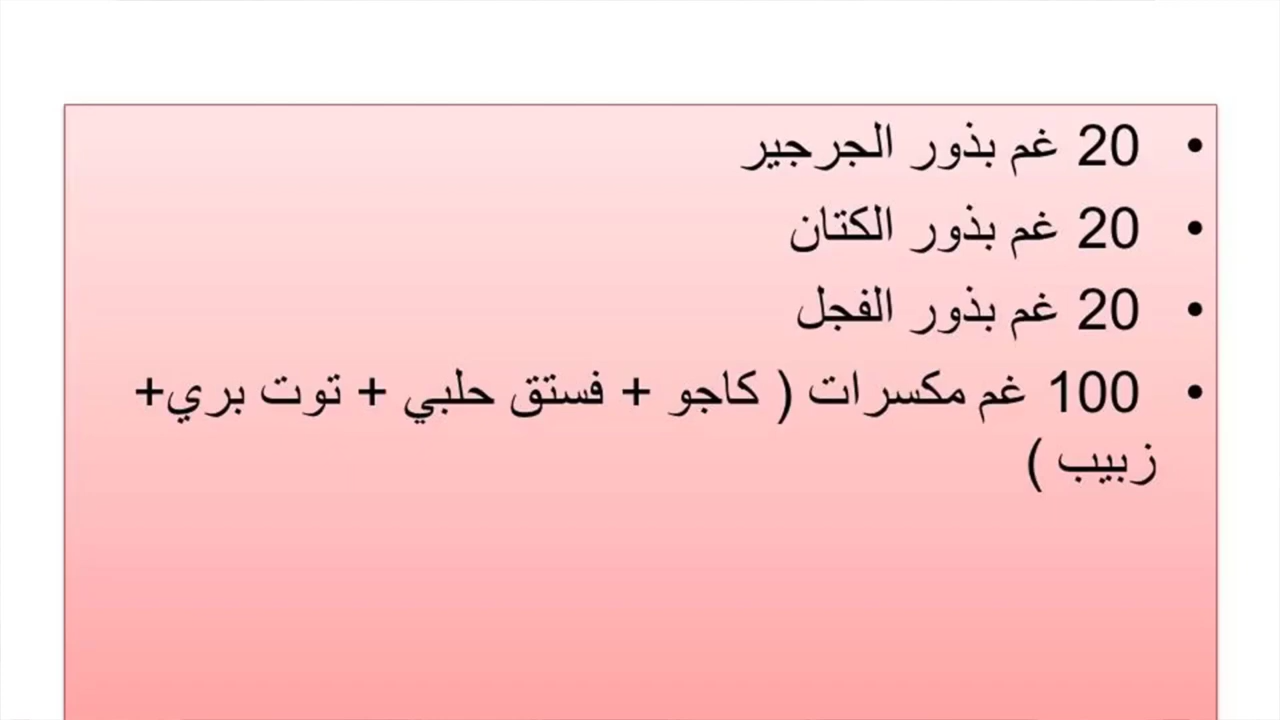 • 20 غم بذور الجرجير
• 20 غم بذور الكتان
• 20 غم بذور الفجل
• 100 غم مكسرات ( كاجو + فستق حلبي + توت بري+
زبيب )